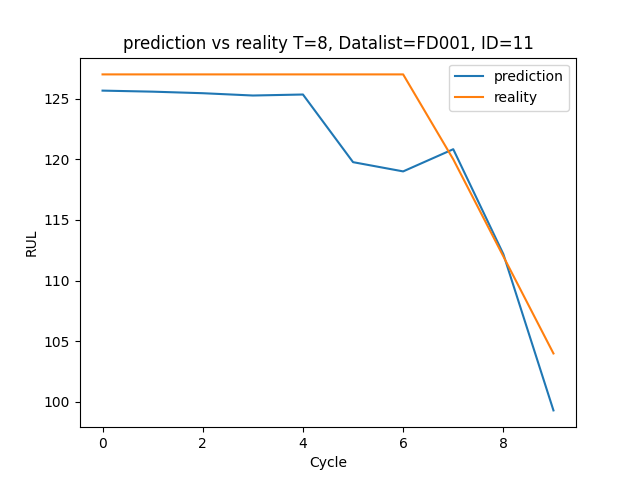 prediction vs reality T=8, Datalist=FD001, ID=11
prediction
reality
125
120
115
110
105
100
RUL
0 2 4 6 8
Cycle